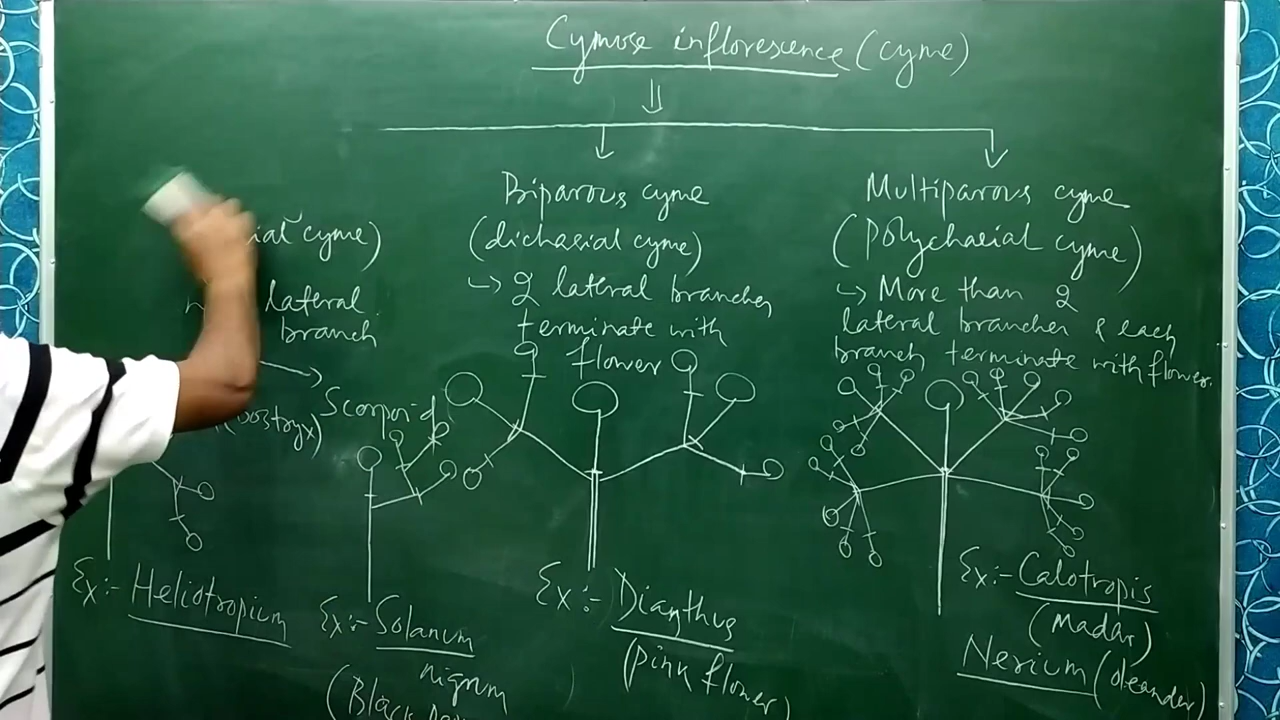 Cymose inflorescence (cyme)
cyme)
lateral
branch
Scorpioid
Ex:- Heliotropium
Ex:- Solanum
nigrum
(Black
Biparous cyme
(dichasial cyme)
↳ 2 lateral branches
terminate with
flower
Ex:- Dianthus
(pink flower)
Multiparous cyme
(polychasial cyme)
↳ More than 2
lateral branches & each
branch terminate with flower.
Ex:- Calotropis
(Madar)
Nerium (oleander)